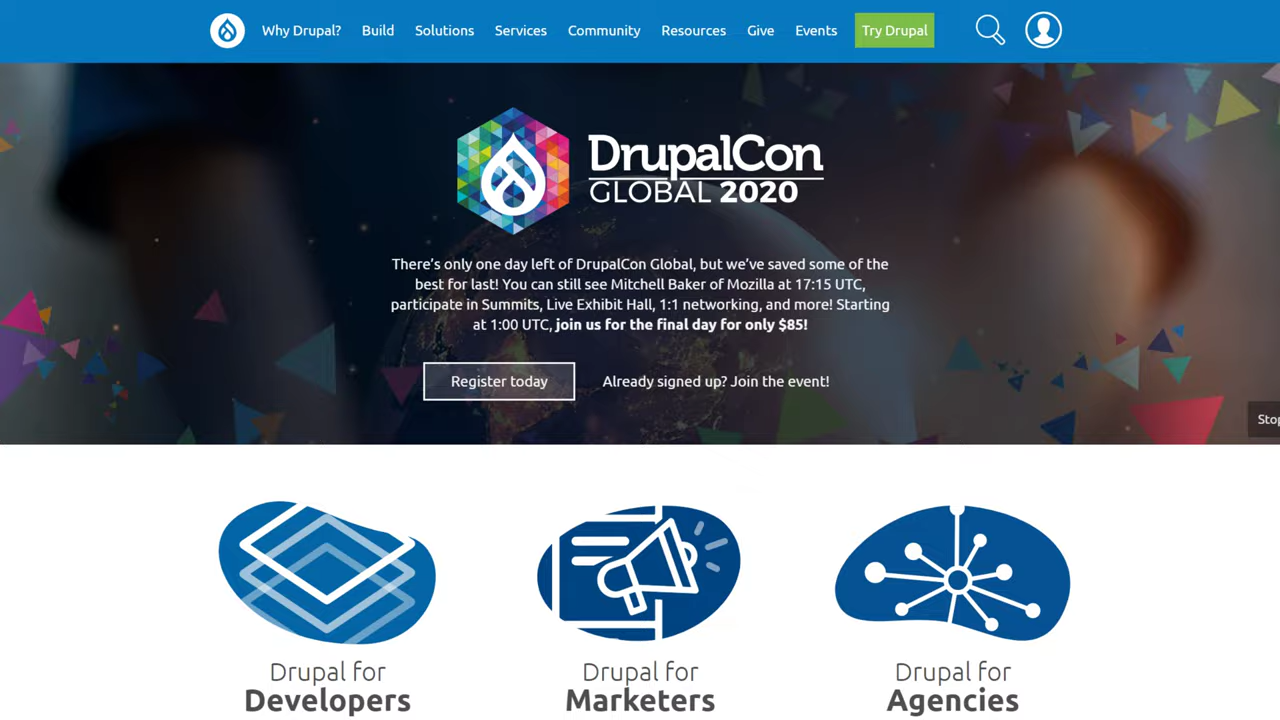 Why Drupal? Build Solutions Services Community Resources Give Events Try Drupal
DrupalCon
GLOBAL 2020
There's only one day left of DrupalCon Global, but we've saved some of the
best for last! You can still see Mitchell Baker of Mozilla at 17:15 UTC,
participate in Summits, Live Exhibit Hall, 1:1 networking, and more! Starting
at 1:00 UTC, join us for the final day for only $85!
Register today Already signed up? Join the event!
Stop
Drupal for Drupal for Drupal for
Developers Marketers Agencies